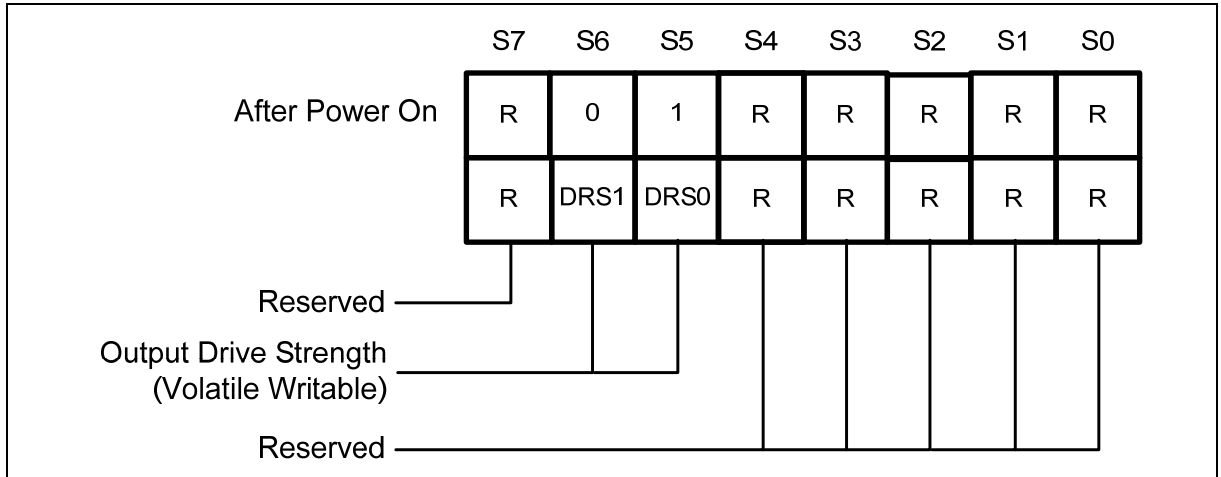 S7 S6 S5 S4 S3 S2 S1 S0
After Power On R 0 1 R R R R R
R DRS1 DRS0 R R R R R
Reserved
Output Drive Strength
(Volatile Writable)
Reserved